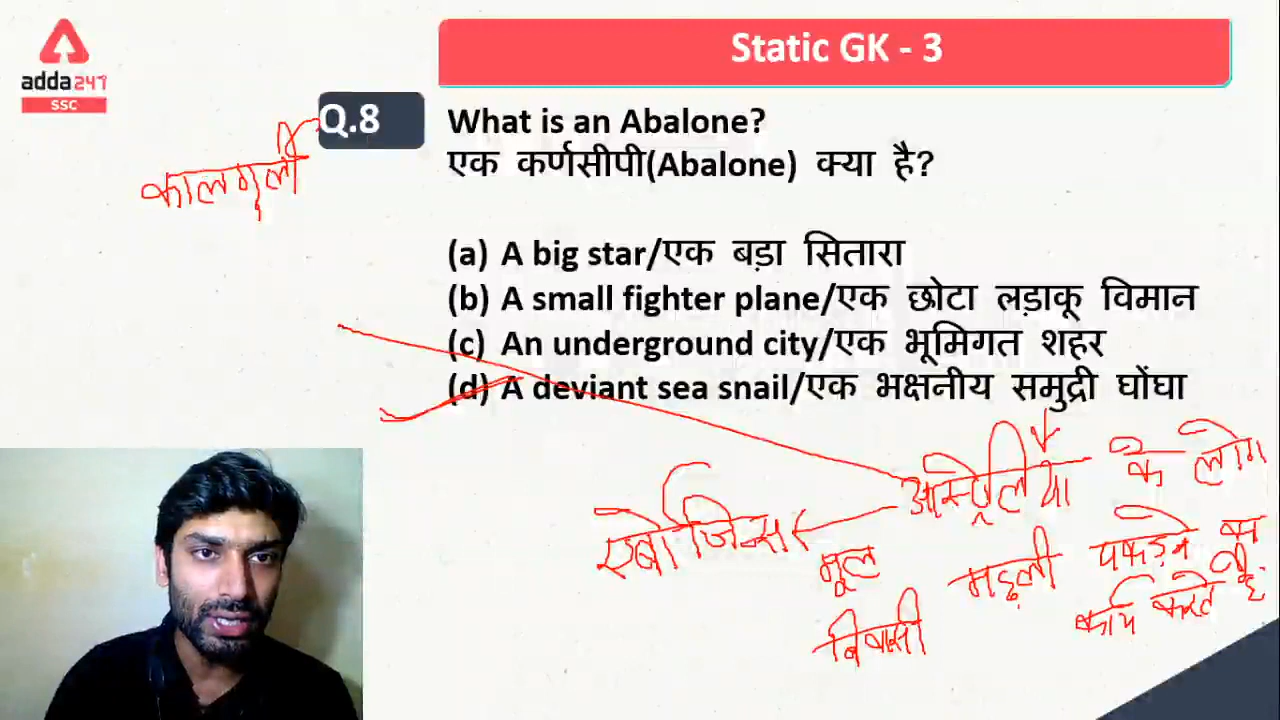 adda247
SSC
Static GK - 3
Q.8
What is an Abalone?
एक कर्णसीपी(Abalone) क्या है?
(a) A big star/एक बड़ा सितारा
(b) A small fighter plane/एक छोटा लड़ाकू विमान
(c) An underground city/एक भूमिगत शहर
(d) A deviant sea snail/एक भक्षनीय समुद्री घोंघा
कालगूर्ली
आस्ट्रेलिया के लोग
एबोजिन्स
मूल
निवासी
मछली पकड़ने का
कार्य करते